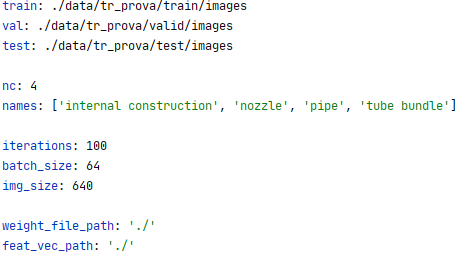 train: ./data/tr_prova/train/images
val: ./data/tr_prova/valid/images
test: ./data/tr_prova/test/images
nc: 4
names: ['internal construction', 'nozzle', 'pipe', 'tube bundle']
iterations: 100
batch_size: 64
img_size: 640
weight_file_path: './'
feat_vec_path: './'